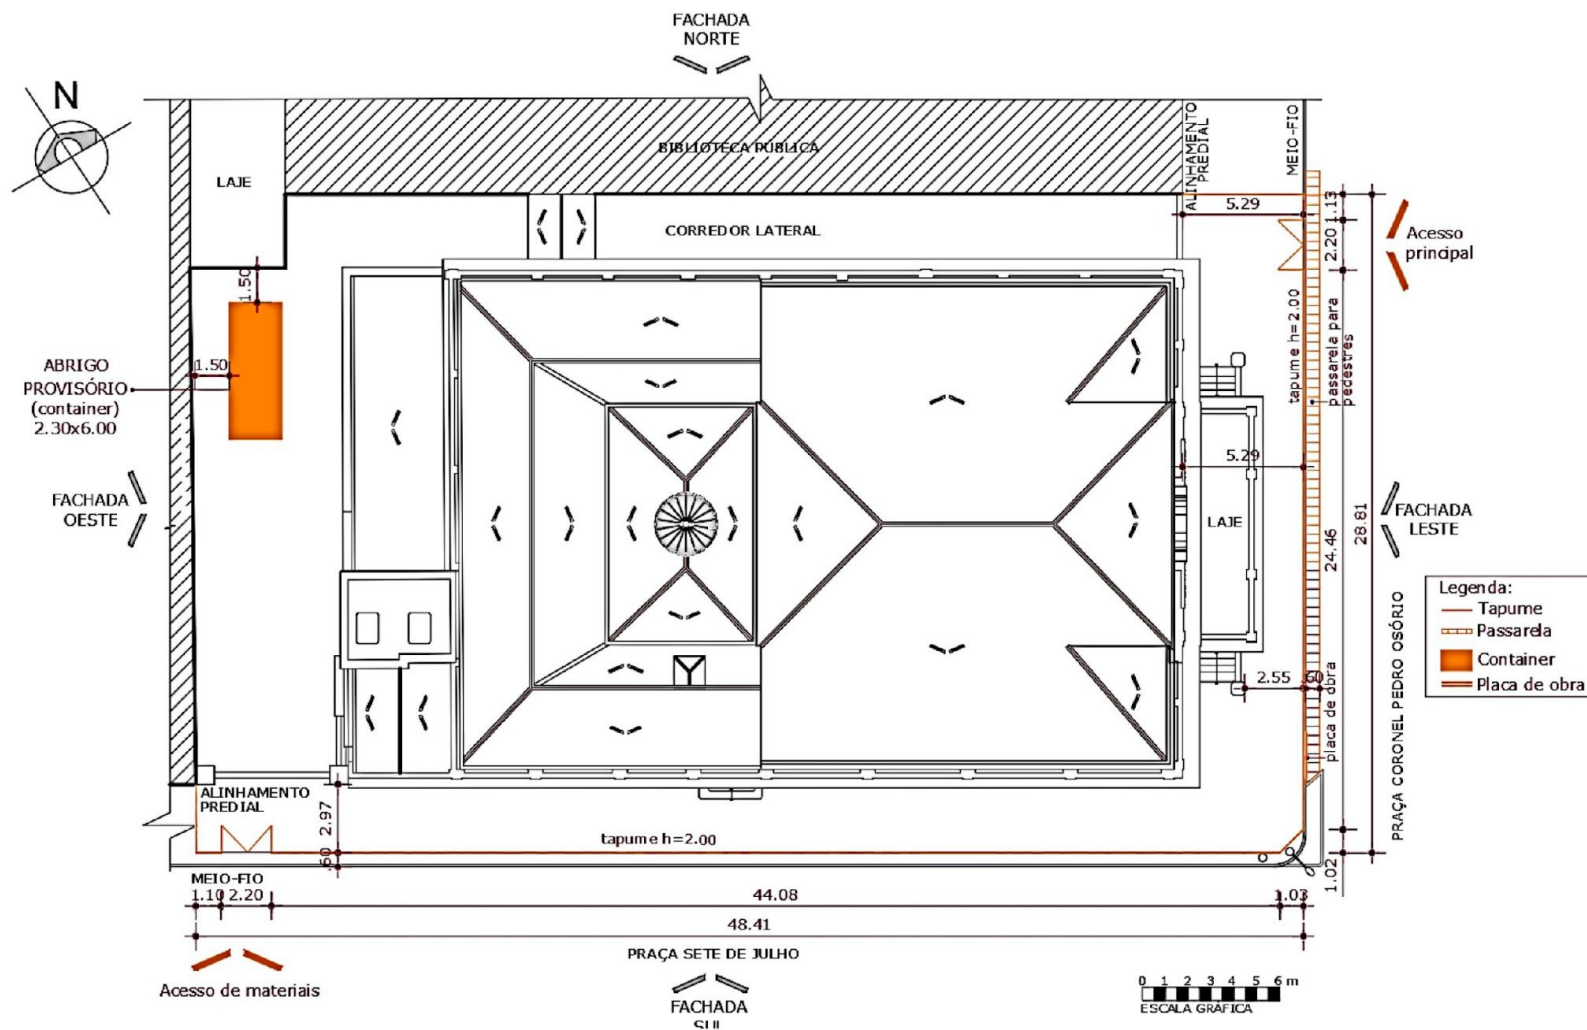 FACHADA
NORTE
N
ALINHAMENTO
PREDIAL
MEIO-FIO
BIBLIOTECA PÚBLICA
LAJE
5.29
1.13
CORREDOR LATERAL
2.20
Acesso
principal
1.50
tapume h=2.00
passarela para
pedestres
1.50
ABRIGO
PROVISÓRIO
(container)
2.30x6.00
5.29
FACHADA
OESTE
LAJE
FACHADA
LESTE
24.46
28.81
Legenda:
Tapume
Passarela
Container
Placa de obra
PRAÇA CORONEL PEDRO OSÓRIO
2.55
.60
placa de obra
ALINHAMENTO
PREDIAL
2.97
tapume h=2.00
.60
1.02
MEIO-FIO
1.10
2.20
44.08
1.03
48.41
PRAÇA SETE DE JULHO
Acesso de materiais
FACHADA
SUL
0 1 2 3 4 5 6 m
ESCALA GRÁFICA